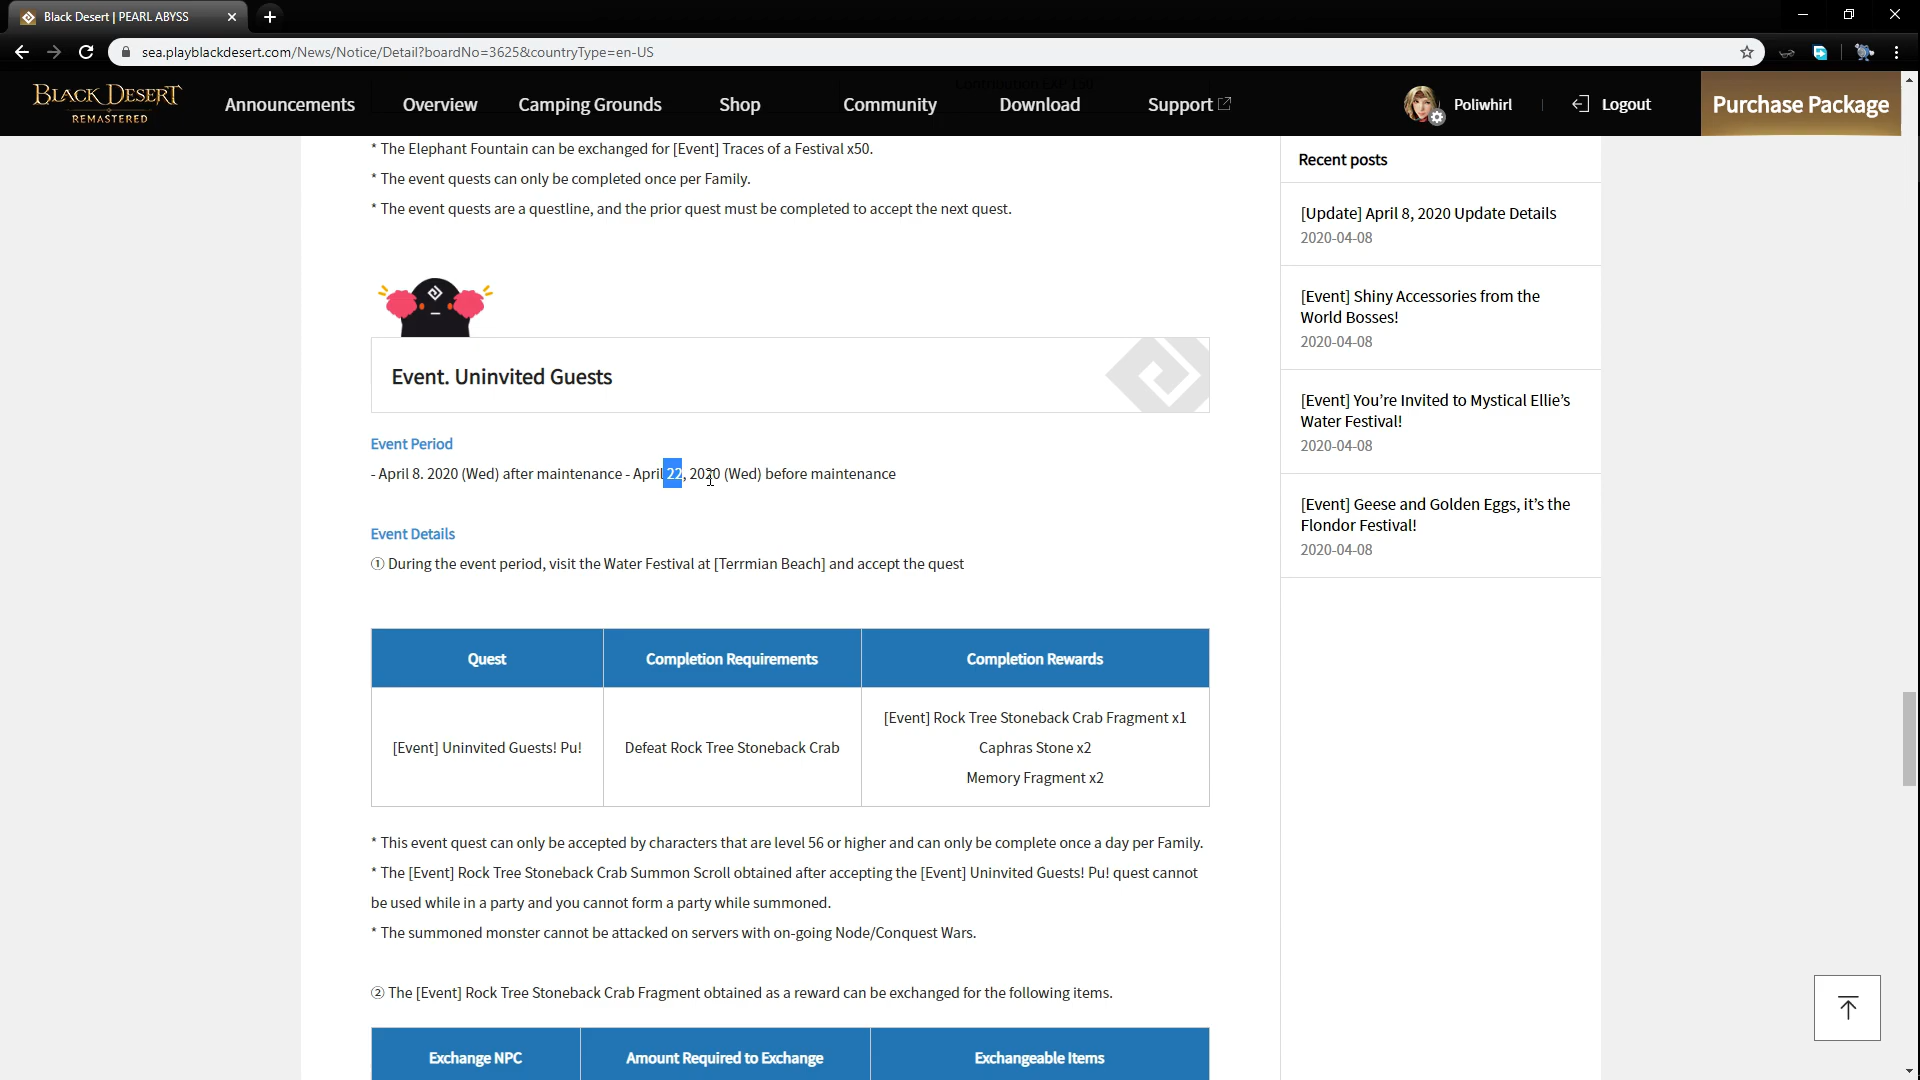 Black Desert | PEARL ABYSS
sea.playblackdesert.com/News/Notice/Detail?boardNo=3625&countryType=en-US
BLACK DESERT
REMASTERED
Announcements
Overview
Camping Grounds
Shop
Community
Download
Support
Poliwhirl
Logout
Purchase Package
* The Elephant Fountain can be exchanged for [Event] Traces of a Festival x50.
* The event quests can only be completed once per Family.
* The event quests are a questline, and the prior quest must be completed to accept the next quest.
Event. Uninvited Guests
Event Period
- April 8. 2020 (Wed) after maintenance - April 22, 2020 (Wed) before maintenance
Event Details
① During the event period, visit the Water Festival at [Terrmian Beach] and accept the quest
Quest
Completion Requirements
Completion Rewards
[Event] Uninvited Guests! Pu!
Defeat Rock Tree Stoneback Crab
[Event] Rock Tree Stoneback Crab Fragment x1
Caphras Stone x2
Memory Fragment x2
* This event quest can only be accepted by characters that are level 56 or higher and can only be complete once a day per Family.
* The [Event] Rock Tree Stoneback Crab Summon Scroll obtained after accepting the [Event] Uninvited Guests! Pu! quest cannot
be used while in a party and you cannot form a party while summoned.
* The summoned monster cannot be attacked on servers with on-going Node/Conquest Wars.
② The [Event] Rock Tree Stoneback Crab Fragment obtained as a reward can be exchanged for the following items.
Exchange NPC
Amount Required to Exchange
Exchangeable Items
Recent posts
[Update] April 8, 2020 Update Details
2020-04-08
[Event] Shiny Accessories from the
World Bosses!
2020-04-08
[Event] You're Invited to Mystical Ellie's
Water Festival!
2020-04-08
[Event] Geese and Golden Eggs, it's the
Flondor Festival!
2020-04-08